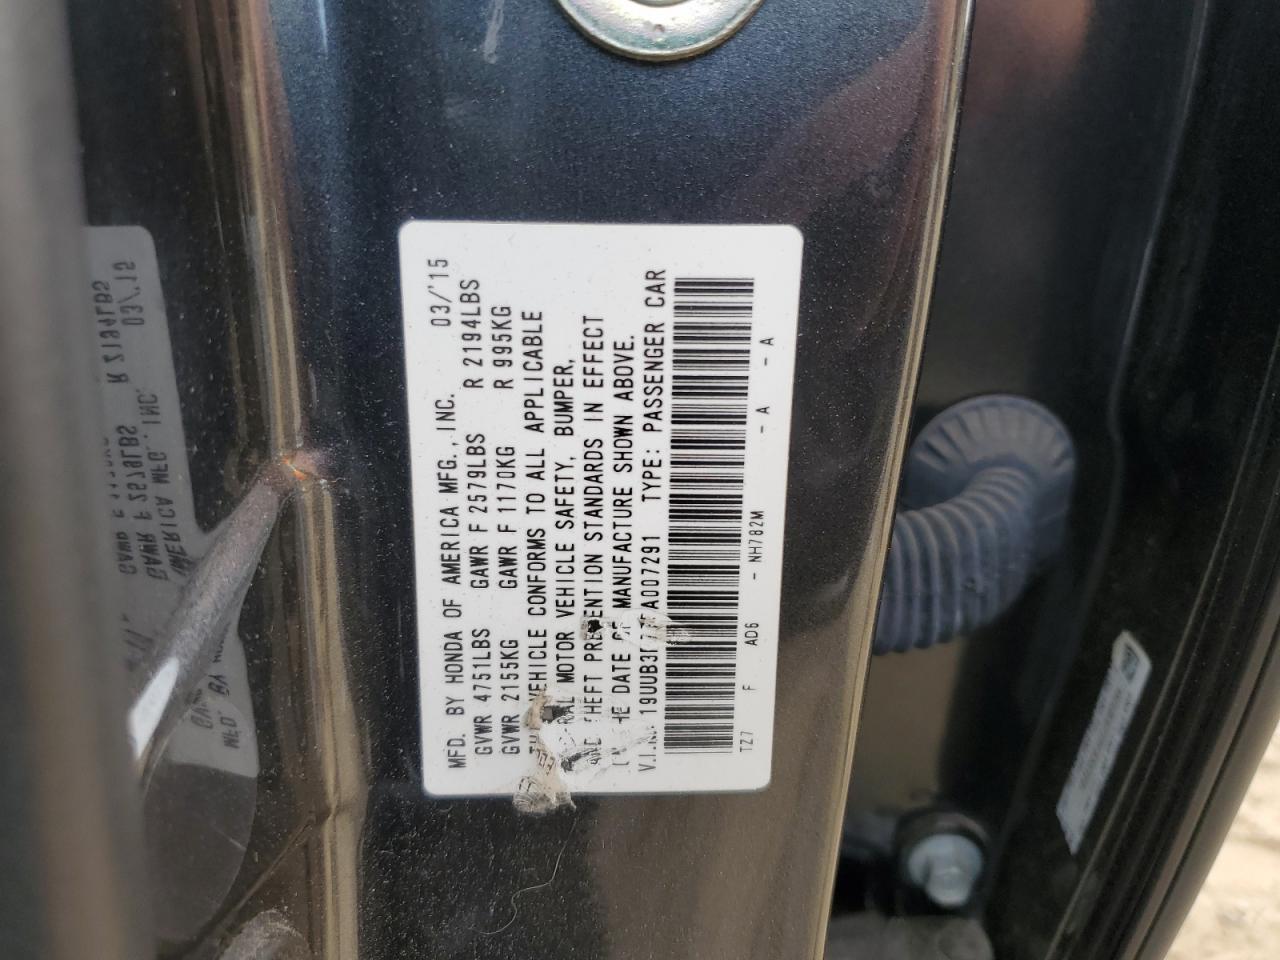 MFD. BY HONDA OF AMERICA MFG., INC. 03/'15
GVWR 4751LBS GAWR F 2579LBS R 2194LBS
GVWR 2155KG GAWR F 1170KG R 995KG
VEHICLE CONFORMS TO ALL APPLICABLE
MOTOR VEHICLE SAFETY, BUMPER,
THEFT PREVENTION STANDARDS IN EFFECT
THE DATE OF MANUFACTURE SHOWN ABOVE.
V.I.N. A007291 TYPE: PASSENGER CAR
TZ7 F AD6 - NH782M - A - A